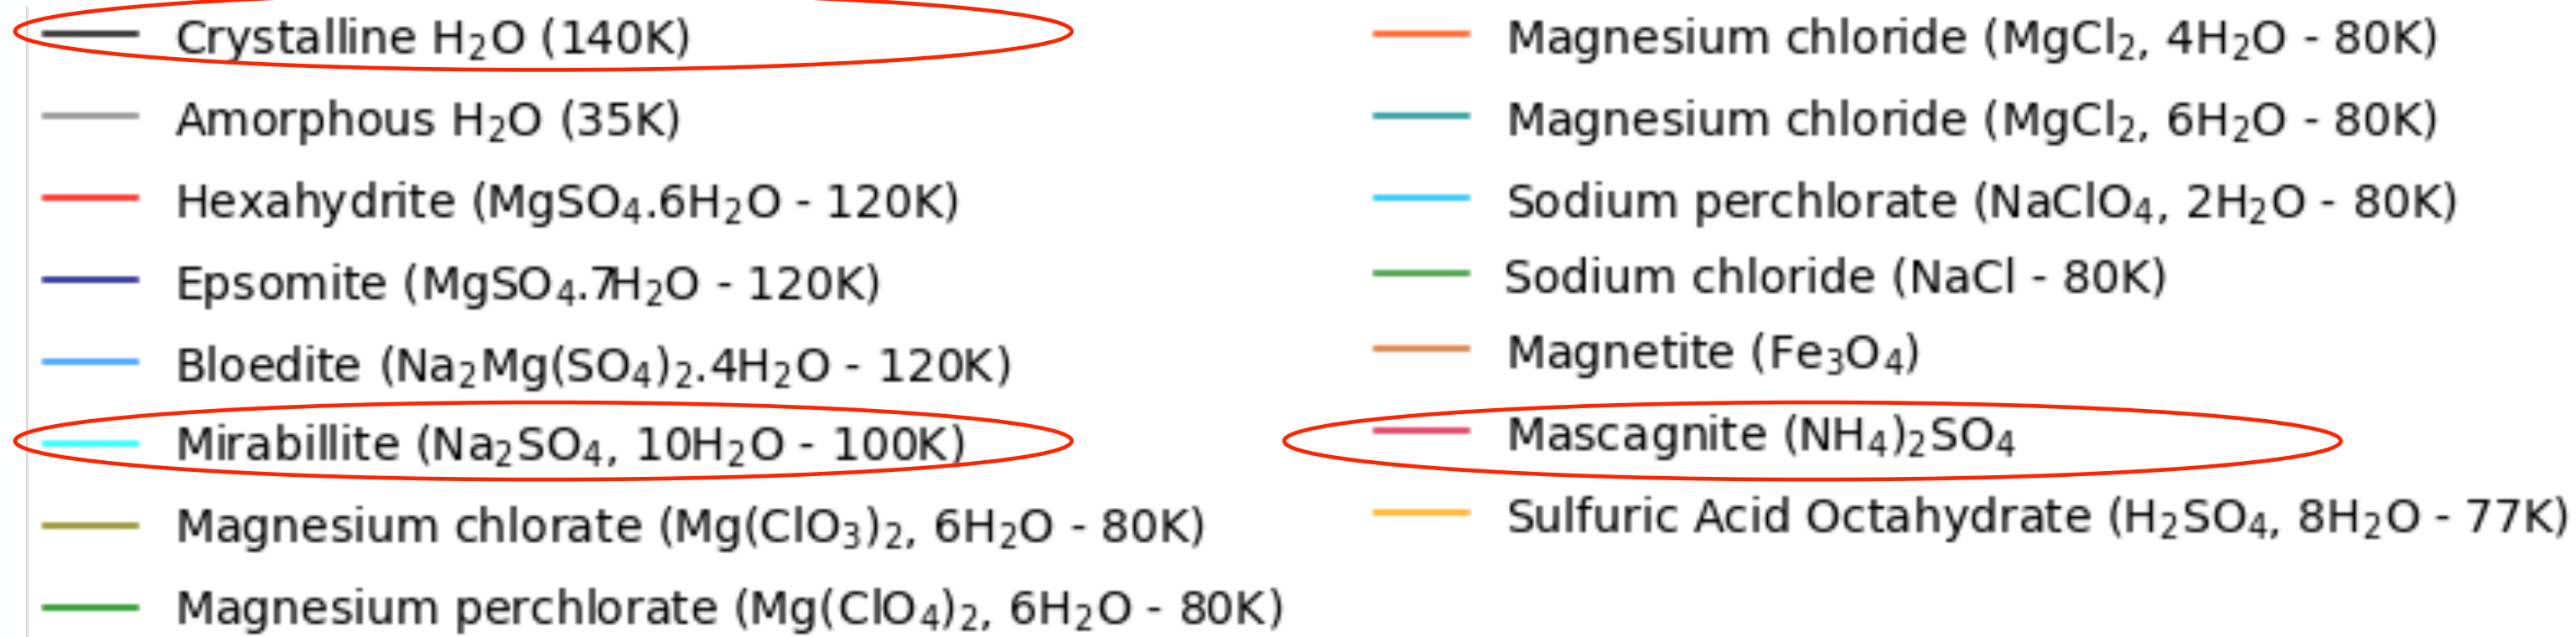 Crystalline H₂O (140K)
Amorphous H₂O (35K)
Hexahydrite (MgSO₄.6H₂O - 120K)
Epsomite (MgSO₄.7H₂O - 120K)
Bloedite (Na₂Mg(SO₄)₂.4H₂O - 120K)
Mirabillite (Na₂SO₄, 10H₂O - 100K)
Magnesium chlorate (Mg(ClO₃)₂, 6H₂O - 80K)
Magnesium perchlorate (Mg(ClO₄)₂, 6H₂O - 80K)
Magnesium chloride (MgCl₂, 4H₂O - 80K)
Magnesium chloride (MgCl₂, 6H₂O - 80K)
Sodium perchlorate (NaClO₄, 2H₂O - 80K)
Sodium chloride (NaCl - 80K)
Magnetite (Fe₃O₄)
Mascagnite (NH₄)₂SO₄
Sulfuric Acid Octahydrate (H₂SO₄, 8H₂O - 77K)